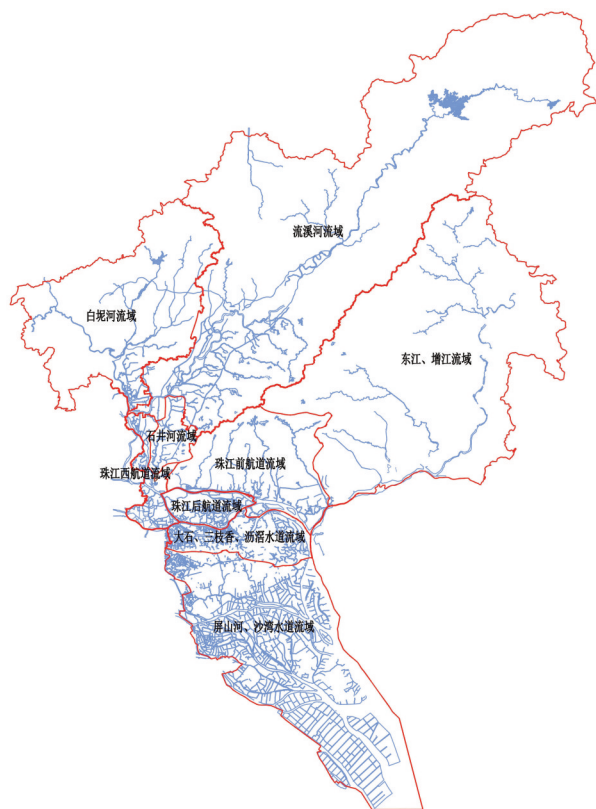 流溪河流域
白坭河流域
东江、增江流域
石井河流域
珠江前航道流域
珠江西航道流域
珠江后航道流域
大石、三枝香、沥滘水道流域
屏山河、沙湾水道流域